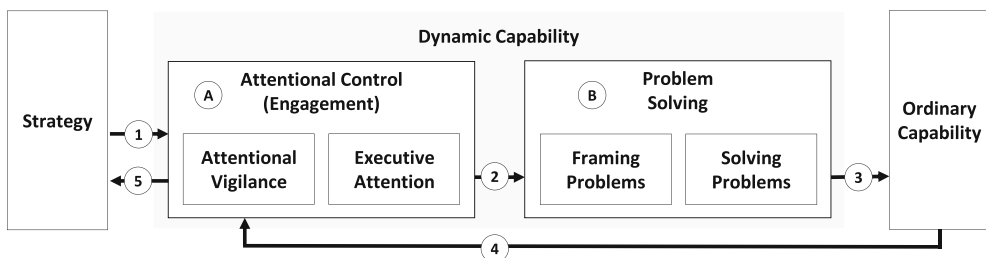 Dynamic Capability
Strategy
1
5
A
Attentional Control
(Engagement)
Attentional
Vigilance
Executive
Attention
2
B
Problem
Solving
Framing
Problems
Solving
Problems
3
Ordinary
Capability
4